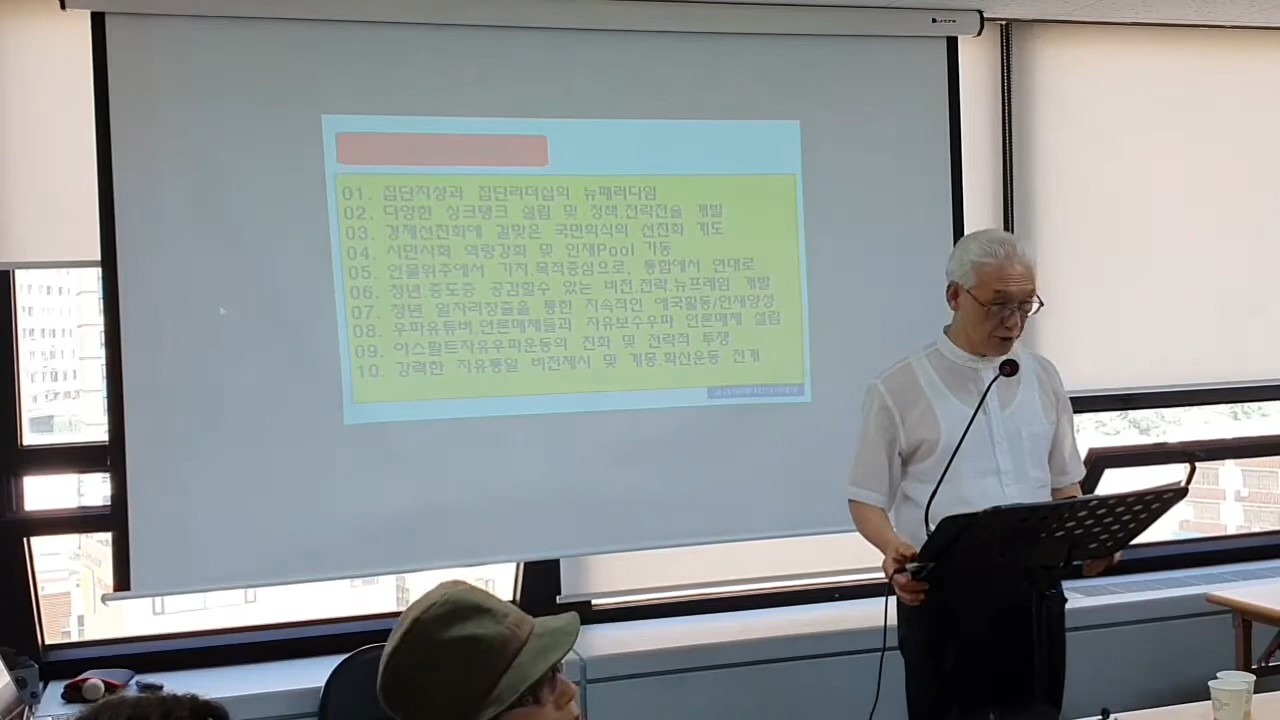 01. 집단지성과 집단리더십의 뉴패러다임
02. 다양한 싱크탱크 설립 및 정책,전략전술 개발
03. 경제선진화에 걸맞은 국민의식의 선진화 계도
04. 시민사회 역량강화 및 인재Pool 가동
05. 인물위주에서 가치,목적중심으로, 통합에서 연대로
06. 청년,중도층 공감할수 있는 비전,전략,뉴프레임 개발
07. 청년 일자리창출을 통한 지속적인 애국활동/인재양성
08. 우파유튜버,언론매체들과 자유보수우파 언론매체 설립
09. 아스팔트자유우파운동의 진화 및 전략적 투쟁
10. 강력한 자유통일 비전제시 및 계몽,확산운동 전개